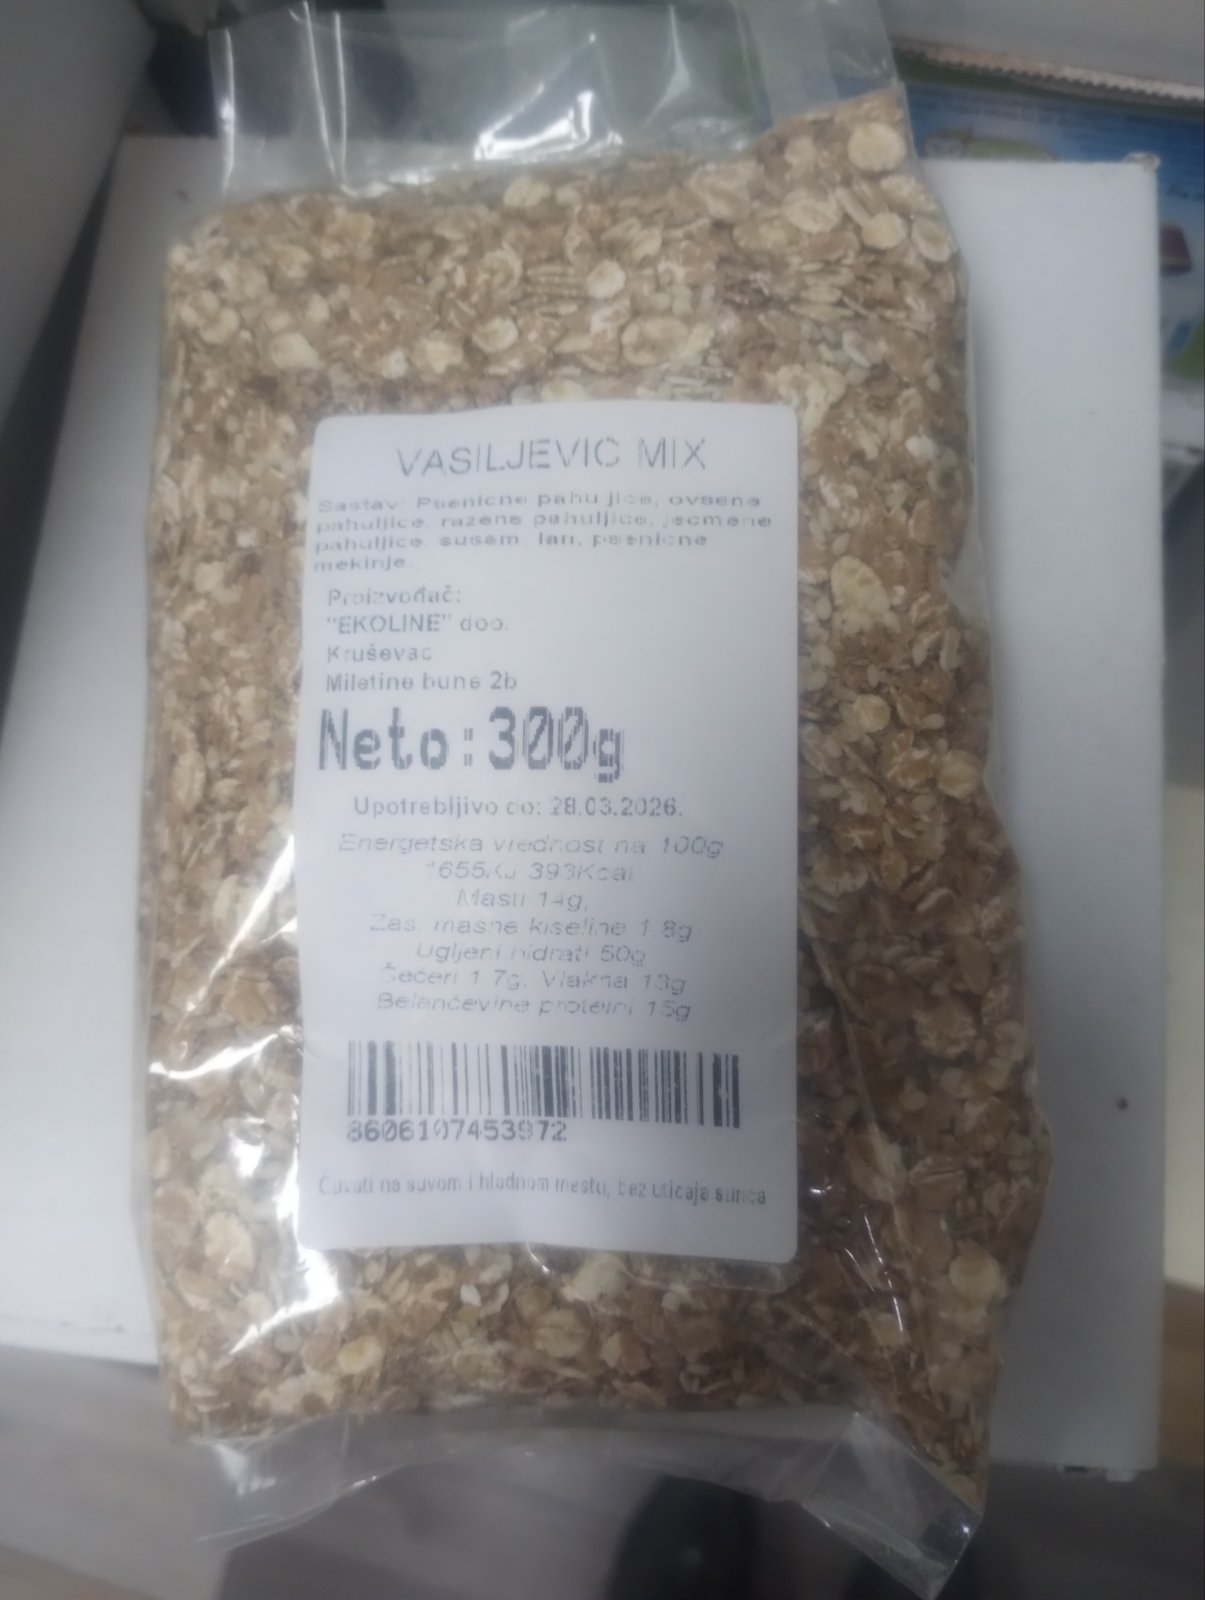 VASILJEVIC MIX
Sastav: Psenicne pahuljice, ovsene
pahuljice, razene pahuljice, jecmene
pahuljice, susam, lan, psenicne
mekinje.
Proizvođač:
"EKOLINE" doo.
Kruševac
Miletine bune 2b
Neto:300g
Upotrebljivo do: 28.03.2026.
Energetska vrednost na 100g
1655KJ 393Kcal
Masti 14g,
Zas. masne kiseline 1.8g
Ugljeni hidrati 50g
Šećeri 1.7g, Vlakna 13g
Belančevine proteini 15g
8606107453972
Čuvati na suvom i hladnom mestu, bez uticaja sunca